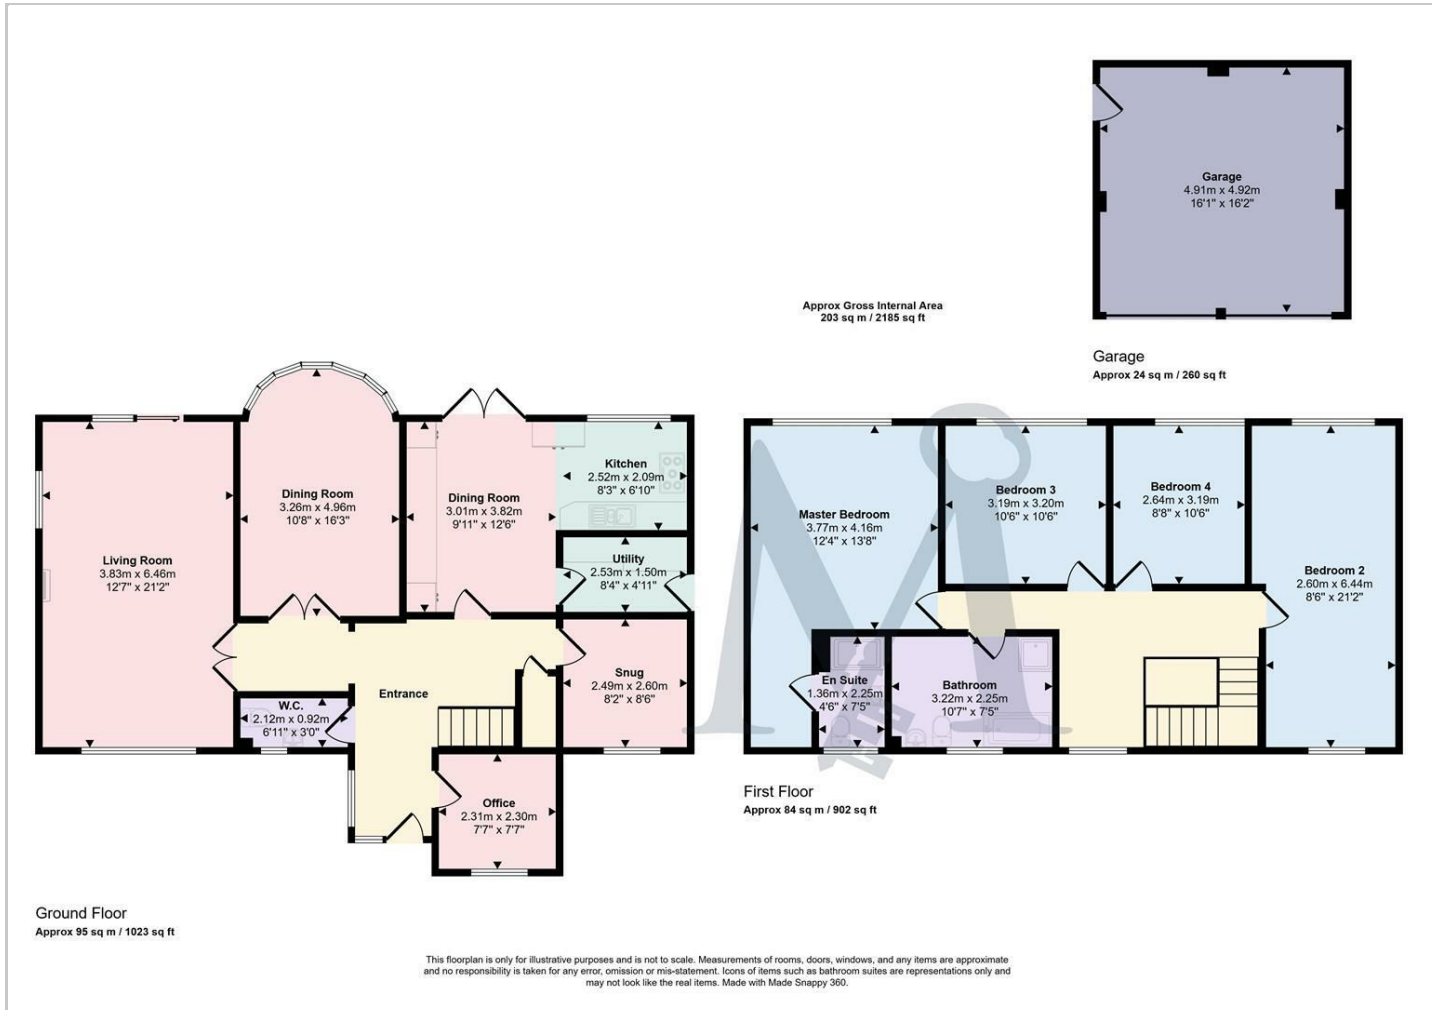 Garage
4.91m x 4.92m
16'1" x 16'2"
Approx Gross Internal Area
203 sq m / 2185 sq ft
Garage
Approx 24 sq m / 260 sq ft
Living Room
3.83m x 6.46m
12'7" x 21'2"
Dining Room
3.26m x 4.96m
10'8" x 16'3"
Dining Room
3.01m x 3.82m
9'11" x 12'6"
Kitchen
2.52m x 2.09m
8'3" x 6'10"
Utility
2.53m x 1.50m
8'4" x 4'11"
Snug
2.49m x 2.60m
8'2" x 8'6"
Entrance
W.C.
2.12m x 0.92m
6'11" x 3'0"
Office
2.31m x 2.30m
7'7" x 7'7"
Ground Floor
Approx 95 sq m / 1023 sq ft
Master Bedroom
3.77m x 4.16m
12'4" x 13'8"
Bedroom 3
3.19m x 3.20m
10'6" x 10'6"
Bedroom 4
2.64m x 3.19m
8'8" x 10'6"
Bedroom 2
2.60m x 6.44m
8'6" x 21'2"
En Suite
1.36m x 2.25m
4'6" x 7'5"
Bathroom
3.22m x 2.25m
10'7" x 7'5"
First Floor
Approx 84 sq m / 902 sq ft
This floorplan is only for illustrative purposes and is not to scale. Measurements of rooms, doors, windows, and any items are approximate
and no responsibility is taken for any error, omission or mis-statement. Icons of items such as bathroom suites are representations only and
may not look like the real items. Made with Made Snappy 360.